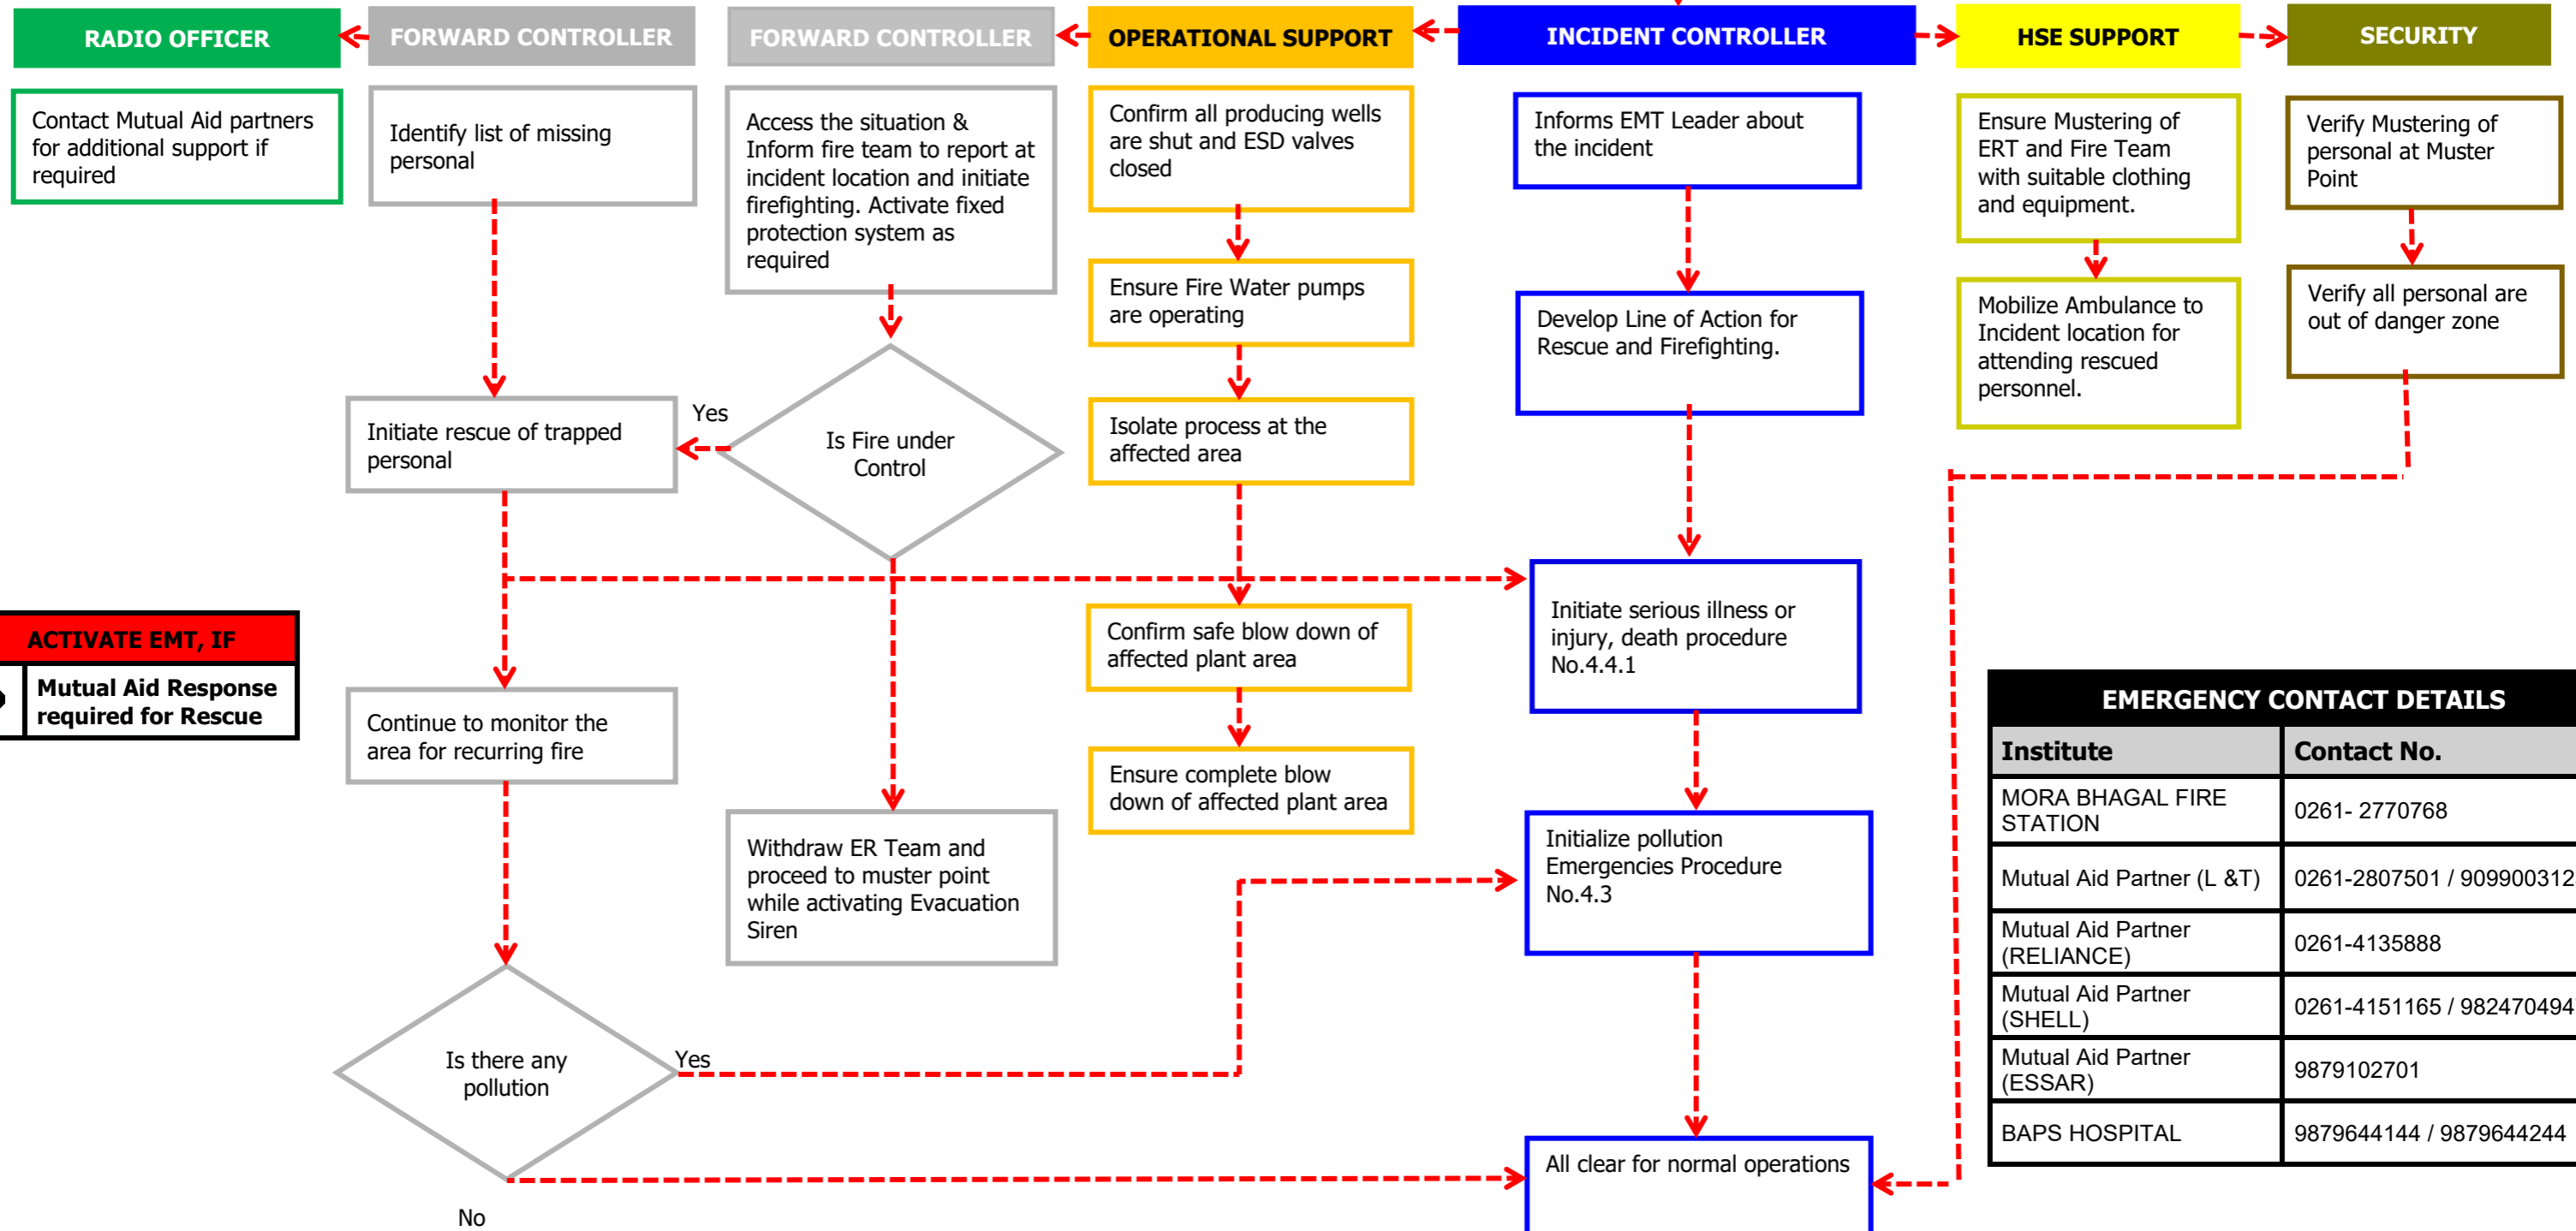 RADIO OFFICER
FORWARD CONTROLLER
FORWARD CONTROLLER
OPERATIONAL SUPPORT
INCIDENT CONTROLLER
HSE SUPPORT
SECURITY
Contact Mutual Aid partners
for additional support if
required
Identify list of missing
personal
Access the situation &
Inform fire team to report at
incident location and initiate
firefighting. Activate fixed
protection system as
required
Confirm all producing wells
are shut and ESD valves
closed
Informs EMT Leader about
the incident
Ensure Mustering of
ERT and Fire Team
with suitable clothing
and equipment.
Verify Mustering of
personal at Muster
Point
Ensure Fire Water pumps
are operating
Develop Line of Action for
Rescue and Firefighting.
Mobilize Ambulance to
Incident location for
attending rescued
personnel.
Verify all personal are
out of danger zone
Initiate rescue of trapped
personal
Yes
Is Fire under
Control
Isolate process at the
affected area
ACTIVATE EMT, IF
Mutual Aid Response
required for Rescue
Confirm safe blow down of
affected plant area
Initiate serious illness or
injury, death procedure
No.4.4.1
Continue to monitor the
area for recurring fire
Ensure complete blow
down of affected plant area
Withdraw ER Team and
proceed to muster point
while activating Evacuation
Siren
Initialize pollution
Emergencies Procedure
No.4.3
Is there any
pollution
Yes
No
All clear for normal operations
EMERGENCY CONTACT DETAILS
Institute Contact No.
MORA BHAGAL FIRE
STATION 0261- 2770768
Mutual Aid Partner (L &T) 0261-2807501 / 909900312
Mutual Aid Partner
(RELIANCE) 0261-4135888
Mutual Aid Partner
(SHELL) 0261-4151165 / 982470494
Mutual Aid Partner
(ESSAR) 9879102701
BAPS HOSPITAL 9879644144 / 9879644244